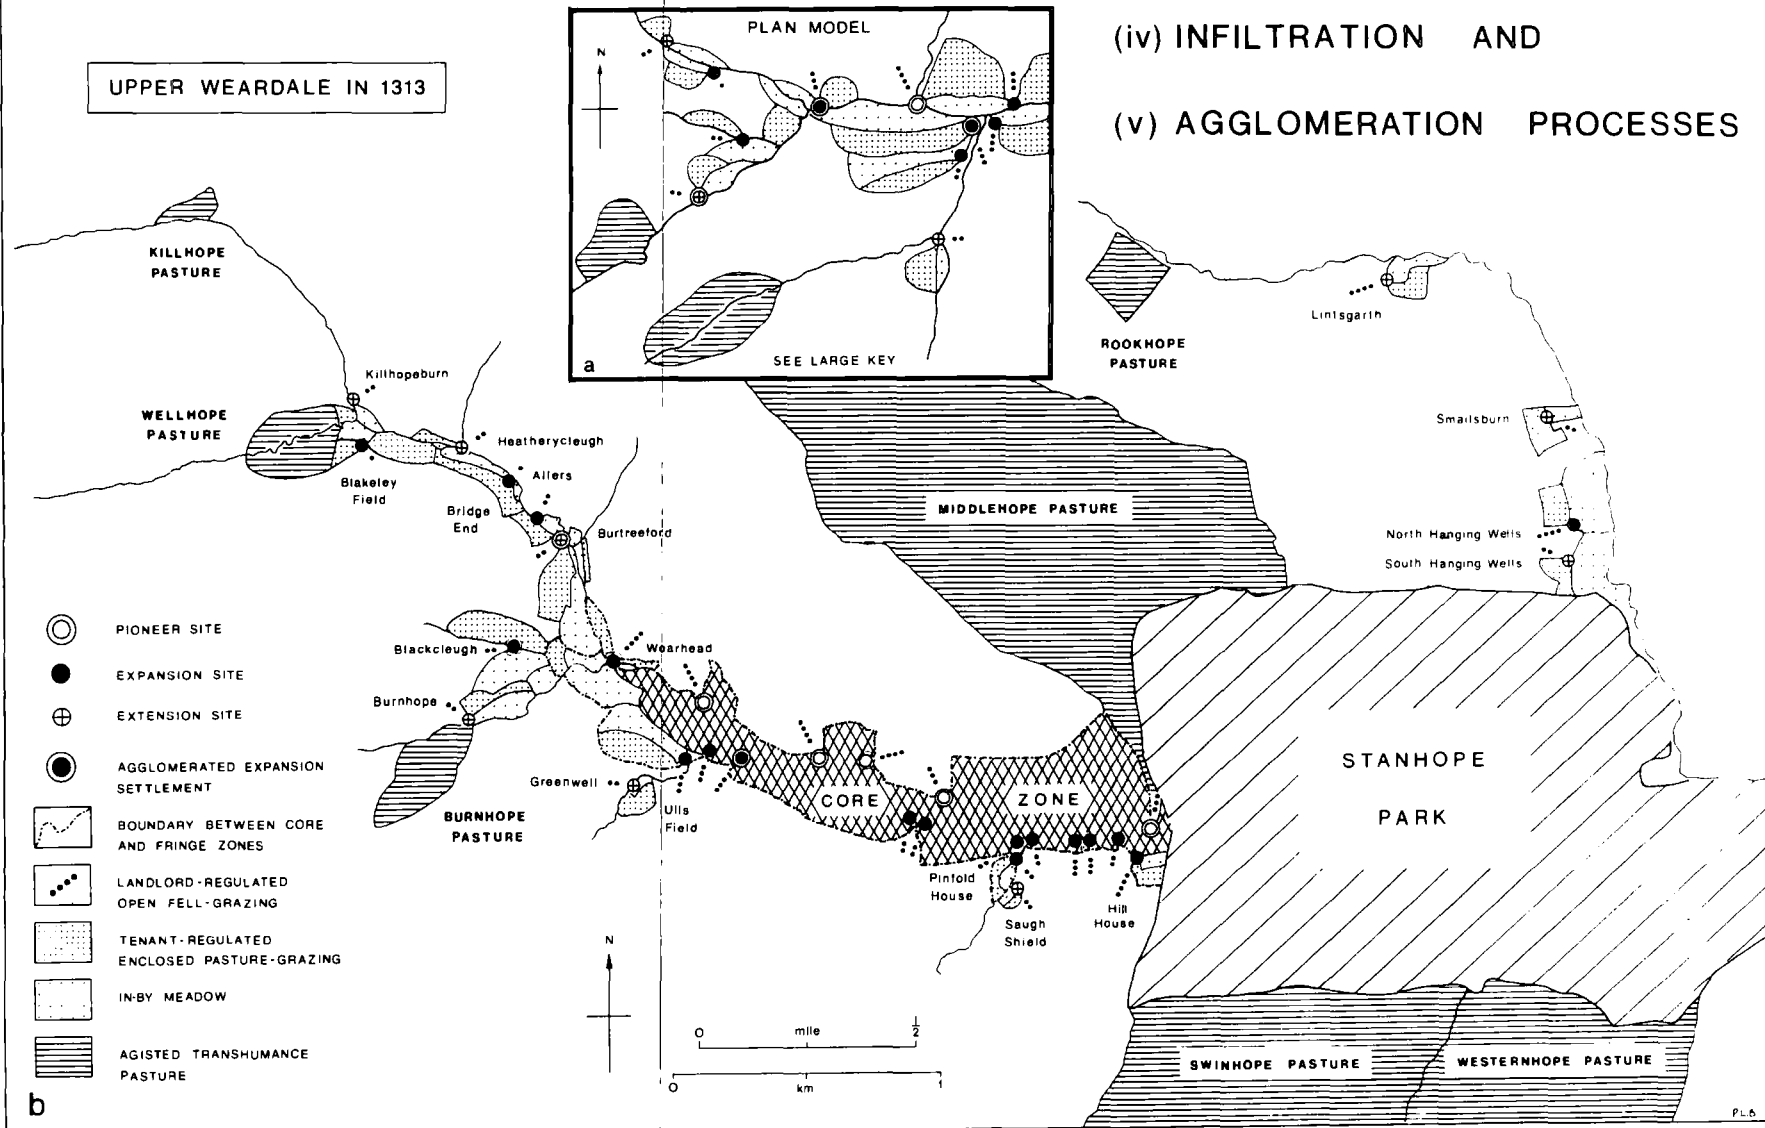 (iv) INFILTRATION AND
(v) AGGLOMERATION PROCESSES
UPPER WEARDALE IN 1313
PLAN MODEL
N
a
SEE LARGE KEY
KILLHOPE
PASTURE
Killhopeburn
WELLHOPE
PASTURE
Heatherycleugh
Allers
Blakeley
Field
Bridge
End
Burtreeford
ROOKHOPE
PASTURE
Lintsgarth
Smailsburn
MIDDLEHOPE PASTURE
North Hanging Wells
South Hanging Wells
Blackcleugh
Wearhead
Burnhope
Greenwell
Ulls
Field
BURNHOPE
PASTURE
CORE ZONE
STANHOPE
PARK
Pinfold
House
Saugh
Shield
Hill
House
SWINHOPE PASTURE
WESTERNHOPE PASTURE
PIONEER SITE
EXPANSION SITE
EXTENSION SITE
AGGLOMERATED EXPANSION
SETTLEMENT
BOUNDARY BETWEEN CORE
AND FRINGE ZONES
LANDLORD-REGULATED
OPEN FELL-GRAZING
TENANT-REGULATED
ENCLOSED PASTURE-GRAZING
IN-BY MEADOW
AGISTED TRANSHUMANCE
PASTURE
N
0 mile 1/2
0 km 1
b
P.L.B